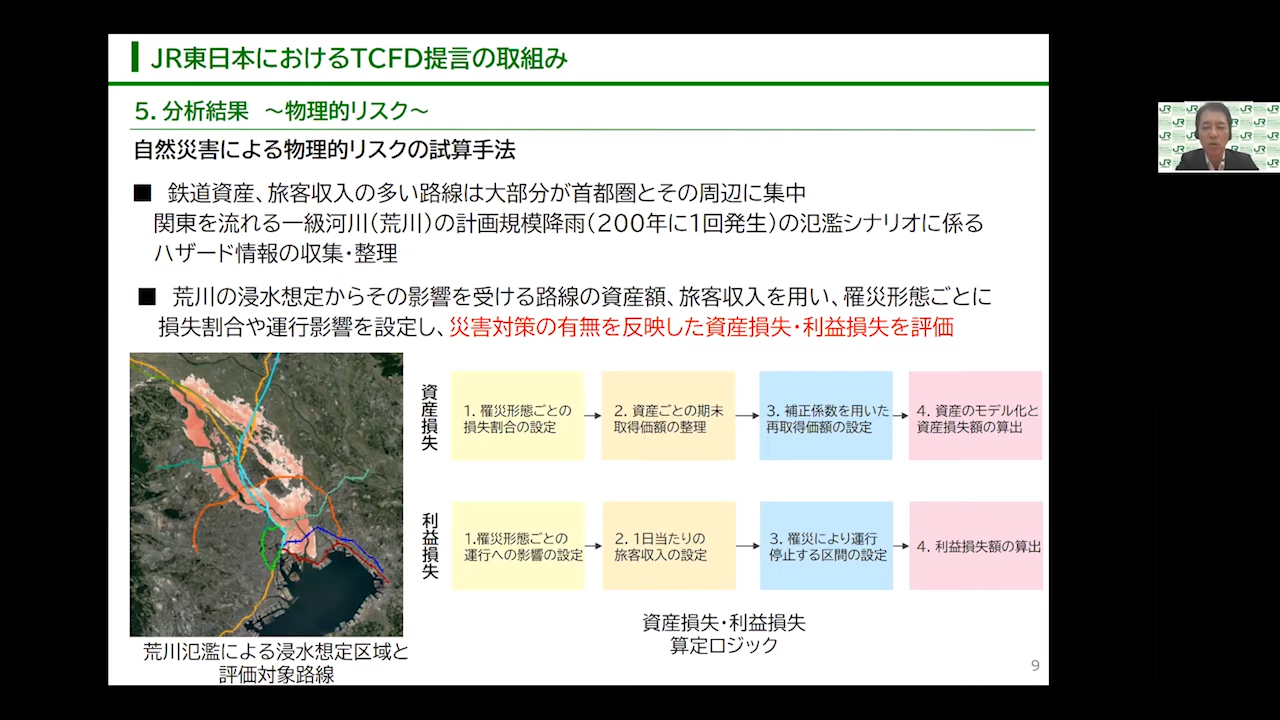 JR東日本におけるTCFD提言の取組み
5. 分析結果　～物理的リスク～
自然災害による物理的リスクの試算手法
■ 鉄道資産、旅客収入の多い路線は大部分が首都圏とその周辺に集中
関東を流れる一級河川(荒川)の計画規模降雨(200年に1回発生)の氾濫シナリオに係る
ハザード情報の収集・整理
■ 荒川の浸水想定からその影響を受ける路線の資産額、旅客収入を用い、罹災形態ごとに
損失割合や運行影響を設定し、災害対策の有無を反映した資産損失・利益損失を評価
資産損失
1. 罹災形態ごとの
損失割合の設定
2. 資産ごとの期末
取得価額の整理
3. 補正係数を用いた
再取得価額の設定
4. 資産のモデル化と
資産損失額の算出
利益損失
1.罹災形態ごとの
運行への影響の設定
2. 1日当たりの
旅客収入の設定
3. 罹災により運行
停止する区間の設定
4. 利益損失額の算出
資産損失・利益損失
算定ロジック
荒川氾濫による浸水想定区域と
評価対象路線
9